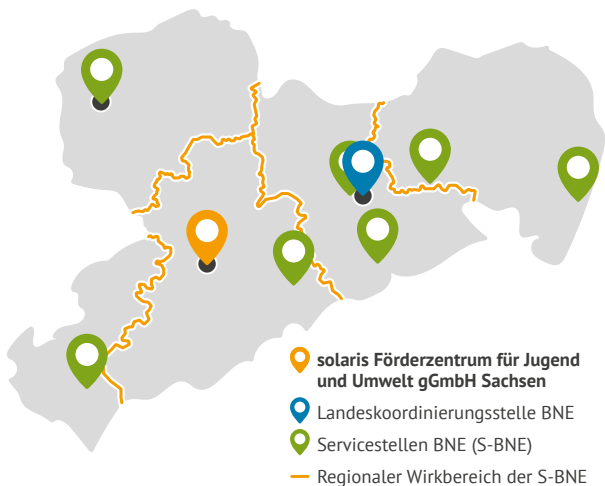 solaris Förderzentrum für Jugend
und Umwelt gGmbH Sachsen
Landeskoordinierungsstelle BNE
Servicestellen BNE (S-BNE)
Regionaler Wirkbereich der S-BNE